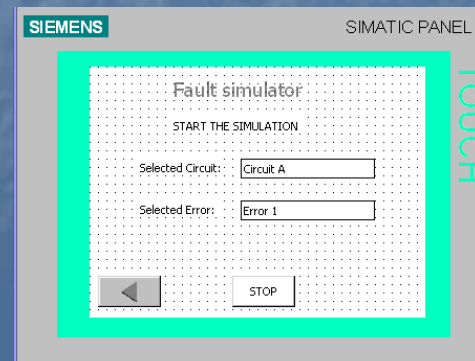 SIEMENS
SIMATIC PANEL
TOUCH
Fault simulator
START THE SIMULATION
Selected Circuit: Circuit A
Selected Error: Error 1
STOP